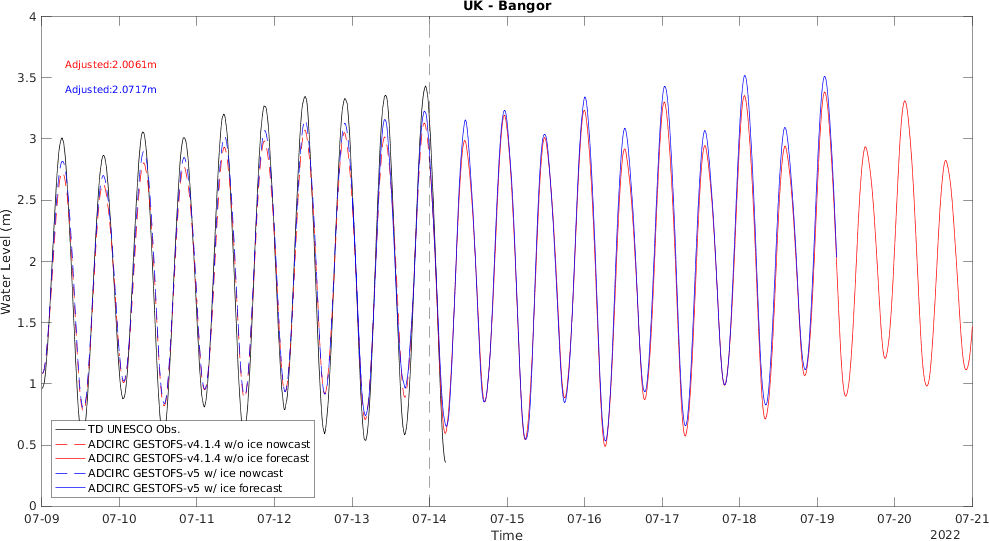 UK - Bangor
Adjusted:2.0061m
Adjusted:2.0717m
4
3.5
3
2.5
2
1.5
1
0.5
0
Water Level (m)
TD UNESCO Obs.
ADCIRC GESTOFS-v4.1.4 w/o ice nowcast
ADCIRC GESTOFS-v4.1.4 w/o ice forecast
ADCIRC GESTOFS-v5 w/ ice nowcast
ADCIRC GESTOFS-v5 w/ ice forecast
07-09 07-10 07-11 07-12 07-13 07-14 07-15 07-16 07-17 07-18 07-19 07-20 07-21
Time
2022